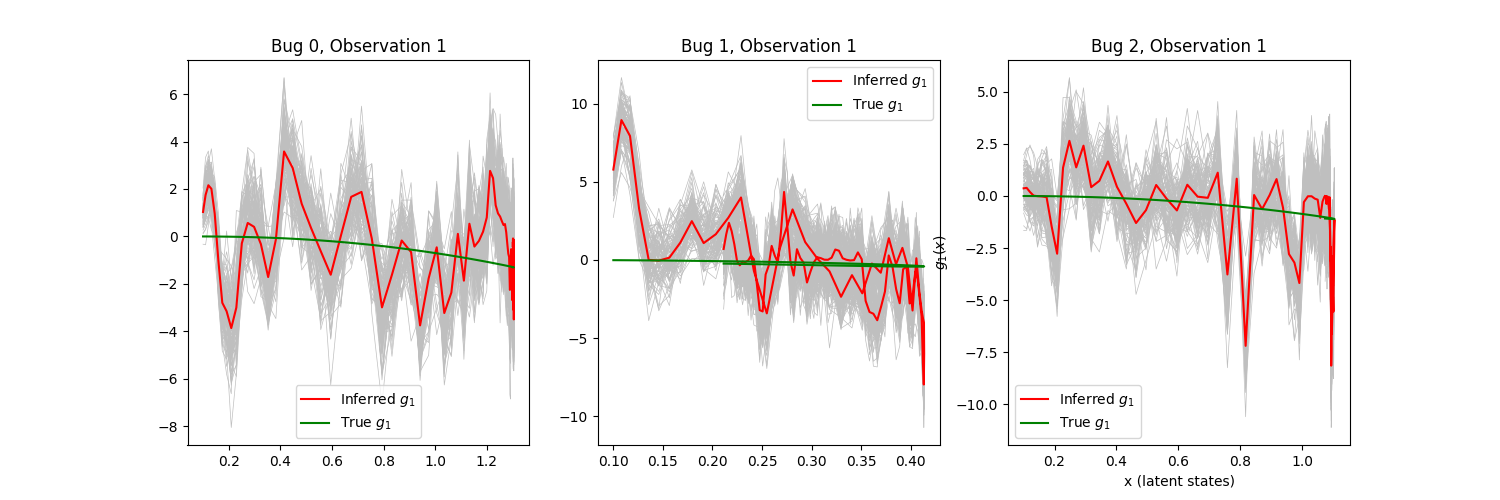 Bug 0, Observation 1
6
4
2
0
−2
−4
−6
−8
Inferred g₁
True g₁
0.2 0.4 0.6 0.8 1.0 1.2
Bug 1, Observation 1
10
5
0
−5
−10
Inferred g₁
True g₁
0.10 0.15 0.20 0.25 0.30 0.35 0.40
Bug 2, Observation 1
g₁(x)
5.0
2.5
0.0
−2.5
−5.0
−7.5
−10.0
Inferred g₁
True g₁
0.2 0.4 0.6 0.8 1.0
x (latent states)